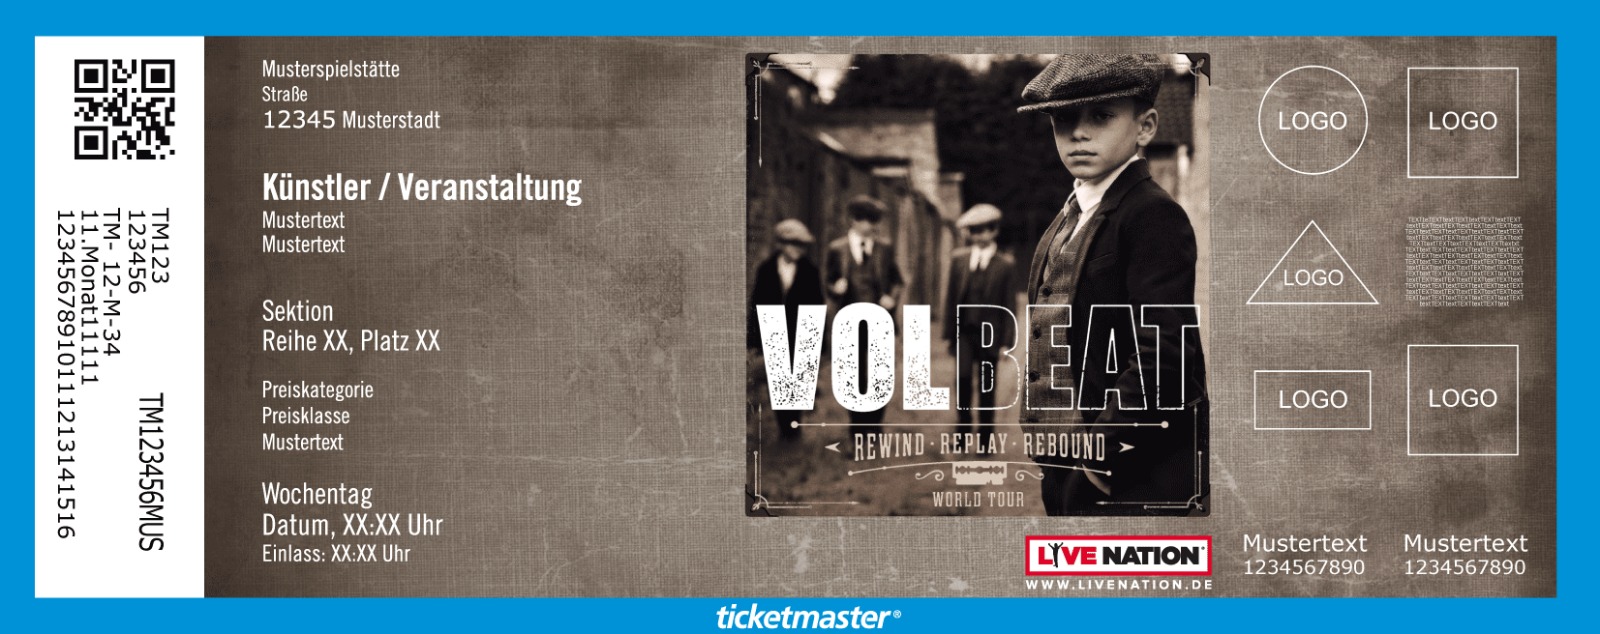 TM123
123456
TM- 12-M-34
11.Monat11111
12345678910111213141516
TM123456MUS
Musterspielstätte
Straße
12345 Musterstadt
Künstler / Veranstaltung
Mustertext
Mustertext
Sektion
Reihe XX, Platz XX
Preiskategorie
Preisklasse
Mustertext
Wochentag
Datum, XX:XX Uhr
Einlass: XX:XX Uhr
VOLBEAT
REWIND · REPLAY · REBOUND
WORLD TOUR
LIVE NATION
WWW.LIVENATION.DE
LOGO
LOGO
LOGO
LOGO
LOGO
Mustertext
1234567890
Mustertext
1234567890
ticketmaster®